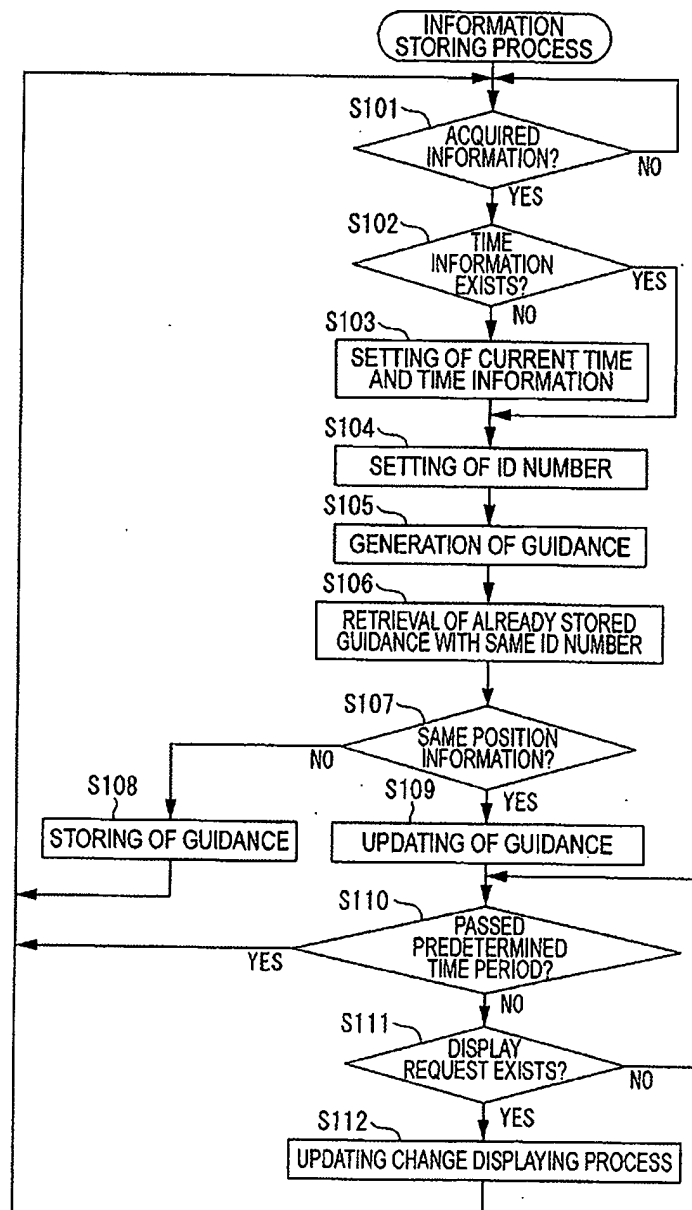 INFORMATION
STORING PROCESS
S101
ACQUIRED
INFORMATION?
NO
YES
S102
TIME
INFORMATION
EXISTS?
YES
NO
S103
SETTING OF CURRENT TIME
AND TIME INFORMATION
S104
SETTING OF ID NUMBER
S105
GENERATION OF GUIDANCE
S106
RETRIEVAL OF ALREADY STORED
GUIDANCE WITH SAME ID NUMBER
S107
SAME POSITION
INFORMATION?
NO
YES
S108
STORING OF GUIDANCE
S109
UPDATING OF GUIDANCE
S110
PASSED
PREDETERMINED
TIME PERIOD?
YES
NO
S111
DISPLAY
REQUEST EXISTS?
NO
YES
S112
UPDATING CHANGE DISPLAYING PROCESS